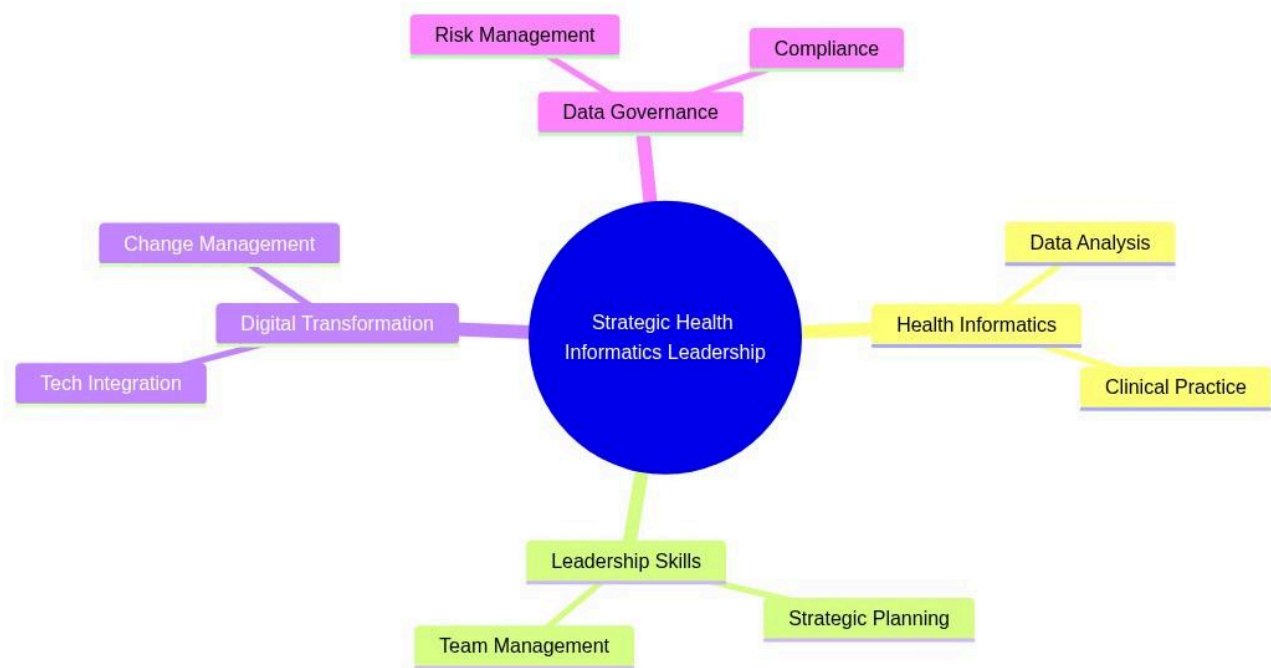 Risk Management
Compliance
Data Governance
Change Management
Data Analysis
Digital Transformation
Strategic Health
Informatics Leadership
Health Informatics
Tech Integration
Clinical Practice
Leadership Skills
Strategic Planning
Team Management